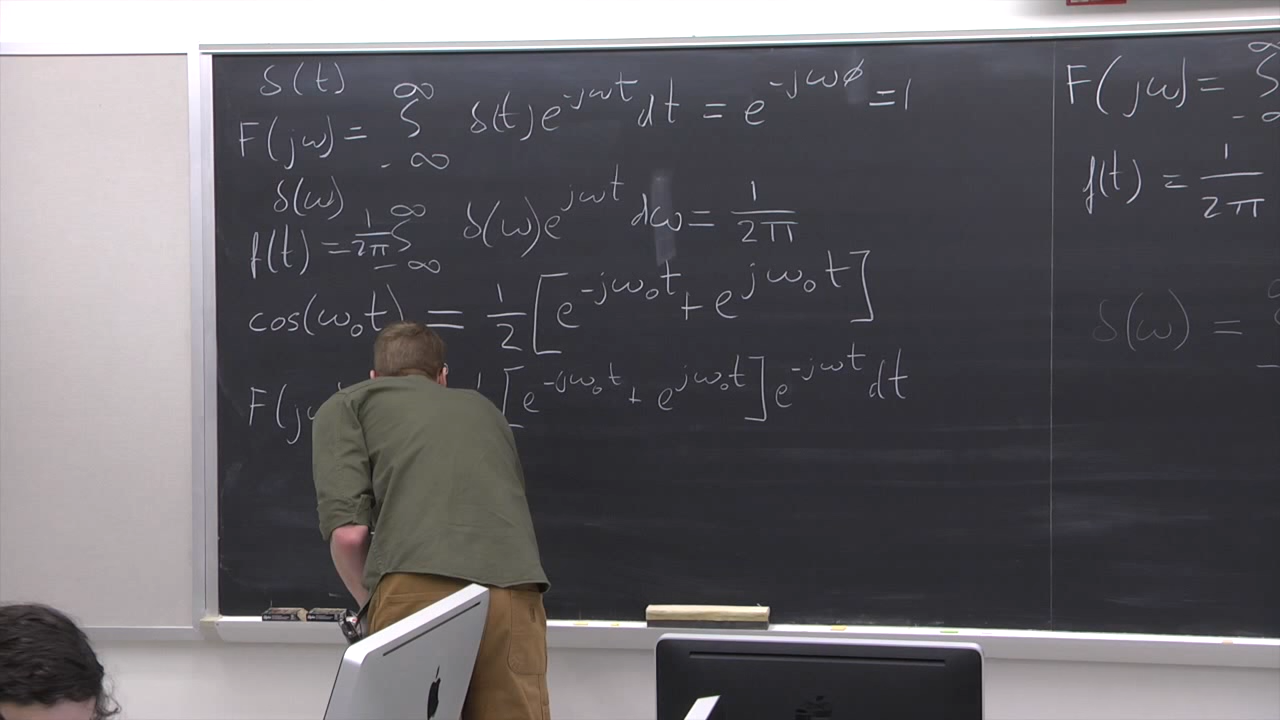 δ(t)
F(jω) = ∫_{-∞}^{∞} δ(t)e^{-jωt}dt = e^{-jω0} = 1
δ(ω)
f(t) = 1/2π ∫_{-∞}^{∞} δ(ω)e^{jωt}dω = 1/2π
cos(ω₀t) = 1/2[e^{-jω₀t} + e^{jω₀t}]
F(j [e^{-jω₀t} + e^{jω₀t}]e^{-jωt}dt
F(jω) = ∫_{-∞}^{∞}
f(t) = 1/2π
δ(ω) =